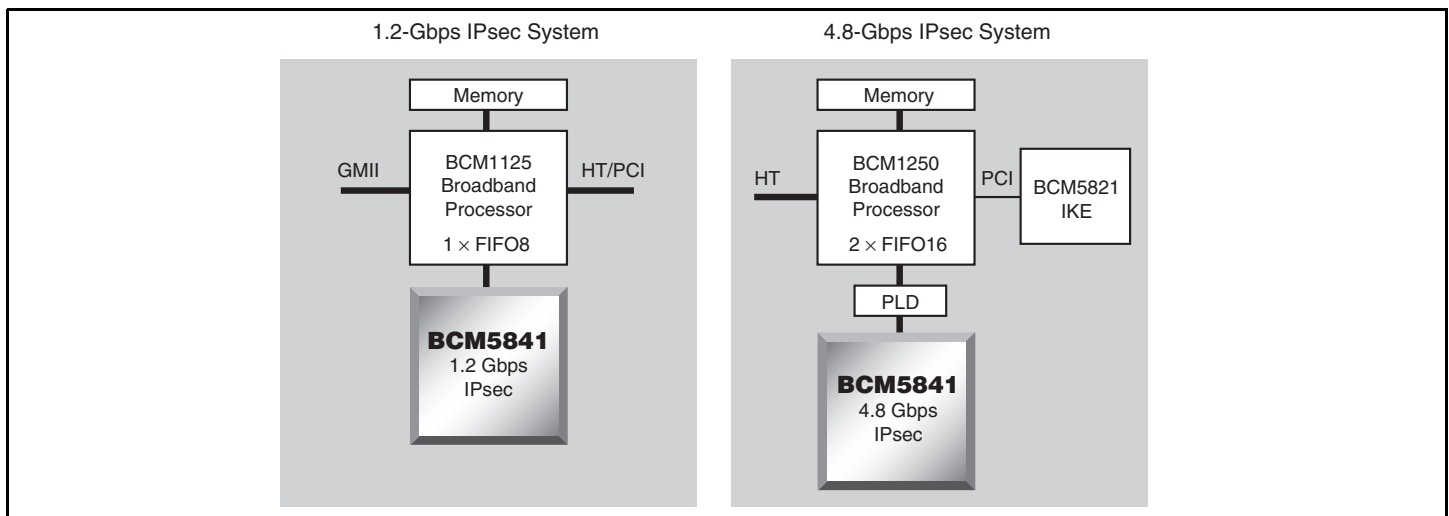 1.2-Gbps IPsec System
Memory
GMII
BCM1125
Broadband
Processor
1 × FIFO8
HT/PCI
BCM5841
1.2 Gbps
IPsec
4.8-Gbps IPsec System
Memory
HT
BCM1250
Broadband
Processor
2 × FIFO16
PCI
BCM5821
IKE
PLD
BCM5841
4.8 Gbps
IPsec